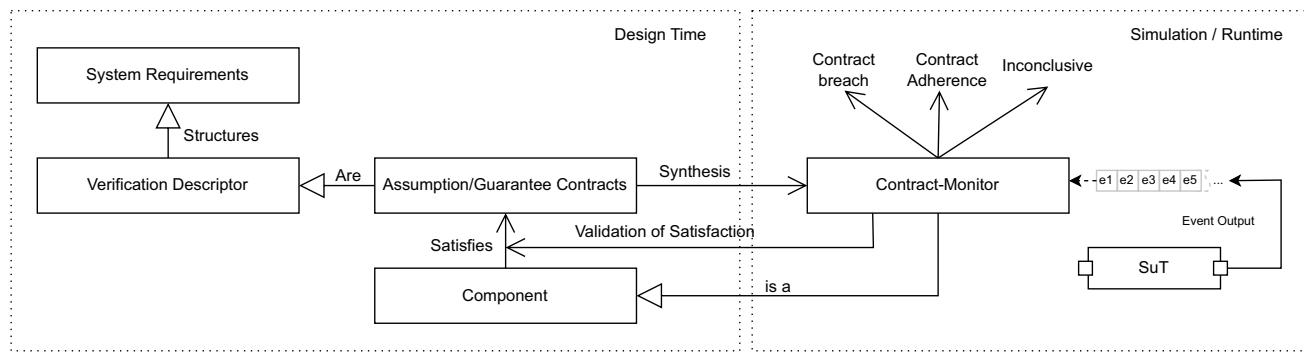 Design Time
Simulation / Runtime
System Requirements
Contract
breach
Contract
Adherence
Inconclusive
Structures
Verification Descriptor
Are
Assumption/Guarantee Contracts
Synthesis
Contract-Monitor
e1 e2 e3 e4 e5 ...
Event Output
Satisfies
Validation of Satisfaction
SuT
Component
is a